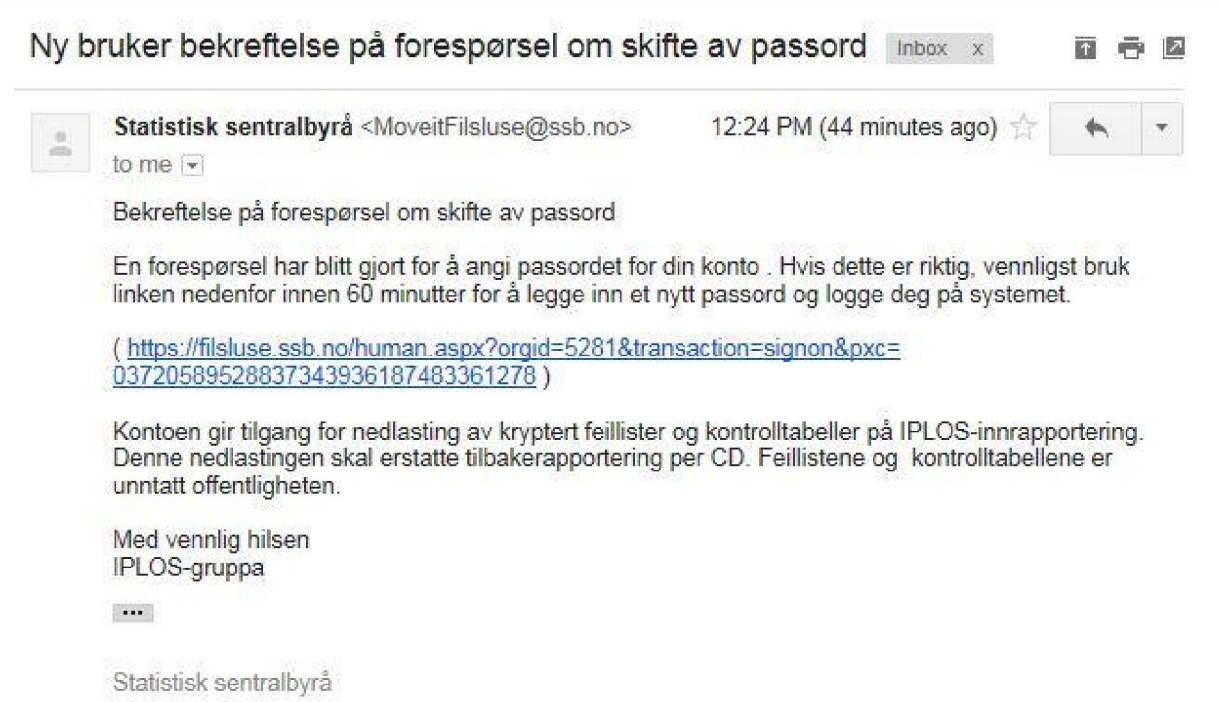 Ny bruker bekreftelse på forespørsel om skifte av passord Inbox x
Statistisk sentralbyrå <MoveitFilsluse@ssb.no> 12:24 PM (44 minutes ago)
to me
Bekreftelse på forespørsel om skifte av passord
En forespørsel har blitt gjort for å angi passordet for din konto . Hvis dette er riktig, vennligst bruk
linken nedenfor innen 60 minutter for å legge inn et nytt passord og logge deg på systemet.
( https://filsluse.ssb.no/human.aspx?orgid=5281&transaction=signon&pxc=
03720589528837343936187483361278 )
Kontoen gir tilgang for nedlasting av kryptert feillister og kontrolltabeller på IPLOS-innrapportering.
Denne nedlastingen skal erstatte tilbakerapportering per CD. Feillistene og  kontrolltabellene er
unntatt offentligheten.
Med vennlig hilsen
IPLOS-gruppa
...
Statistisk sentralbyrå